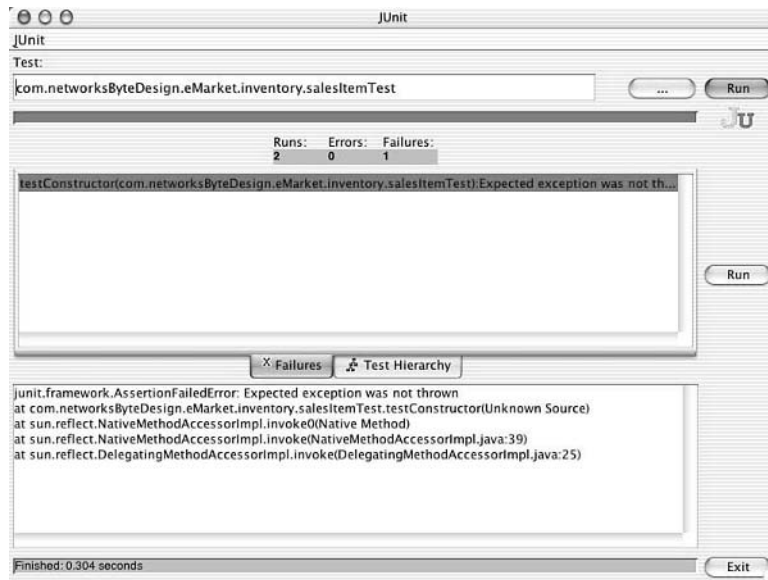 JUnit
JUnit
Test:
com.networksByteDesign.eMarket.inventory.salesItemTest
...
Run
JU
Runs: Errors: Failures:
2 0 1
testConstructor(com.networksByteDesign.eMarket.inventory.salesItemTest):Expected exception was not th...
Run
X Failures
Test Hierarchy
junit.framework.AssertionFailedError: Expected exception was not thrown
at com.networksByteDesign.eMarket.inventory.salesItemTest.testConstructor(Unknown Source)
at sun.reflect.NativeMethodAccessorImpl.invoke0(Native Method)
at sun.reflect.NativeMethodAccessorImpl.invoke(NativeMethodAccessorImpl.java:39)
at sun.reflect.DelegatingMethodAccessorImpl.invoke(DelegatingMethodAccessorImpl.java:25)
Finished: 0.304 seconds
Exit